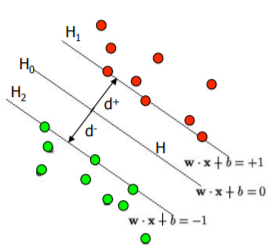 H₁
H₀
H₂
d⁺
d⁻
H
w · x + b = +1
w · x + b = 0
w · x + b = −1